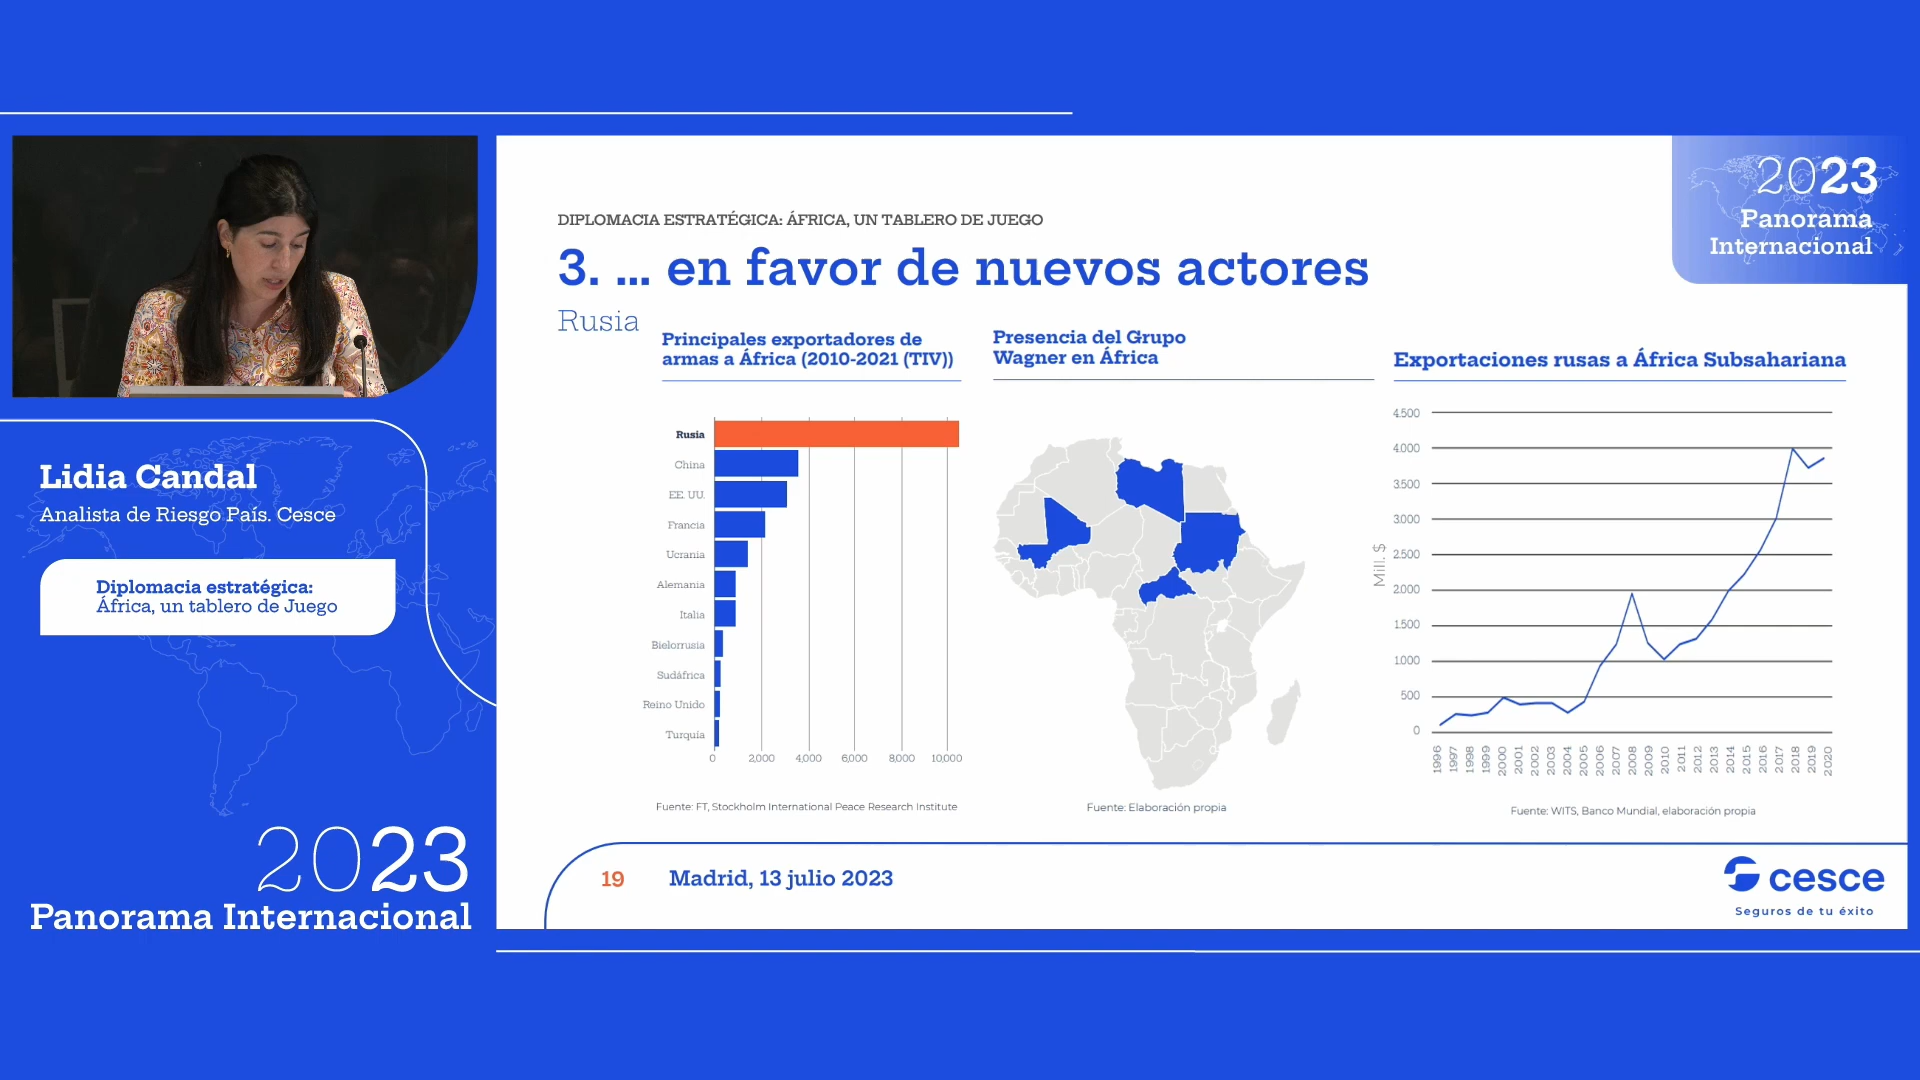 Lidia Candal
Analista de Riesgo País. Cesce
Diplomacia estratégica:
África, un tablero de Juego
2023
Panorama Internacional
2023
Panorama
Internacional
DIPLOMACIA ESTRATÉGICA: ÁFRICA, UN TABLERO DE JUEGO
3. ... en favor de nuevos actores
Rusia
Principales exportadores de
armas a África (2010-2021 (TIV))
Rusia
China
EE. UU.
Francia
Ucrania
Alemania
Italia
Bielorrusia
Sudáfrica
Reino Unido
Turquía
0 2,000 4,000 6,000 8,000 10,000
Fuente: FT, Stockholm International Peace Research Institute
Presencia del Grupo
Wagner en África
Fuente: Elaboración propia
Exportaciones rusas a África Subsahariana
Mill. $
4.500
4.000
3.500
3.000
2.500
2.000
1.500
1.000
500
0
1996 1997 1998 1999 2000 2001 2002 2003 2004 2005 2006 2007 2008 2009 2010 2011 2012 2013 2014 2015 2016 2017 2018 2019 2020
Fuente: WITS, Banco Mundial, elaboración propia
19
Madrid, 13 julio 2023
cesce
Seguros de tu éxito